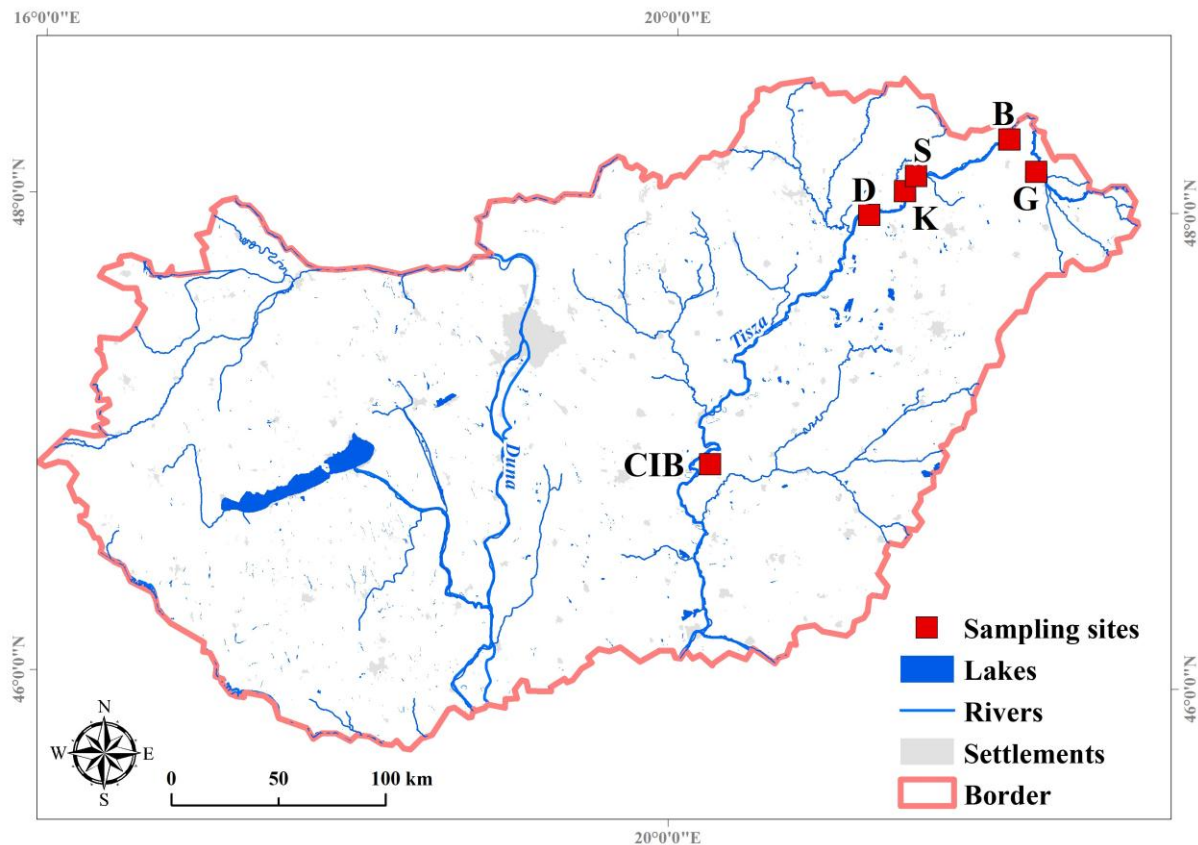 16°0'0"E
20°0'0"E
B
S
48°0'0"N
D
G
K
48°0'0"N
Tisza
Duna
CIB
Sampling sites
Lakes
46°0'0"N
46°0'0"N
Rivers
N
W
E
S
Settlements
0
50
100 km
Border
20°0'0"E